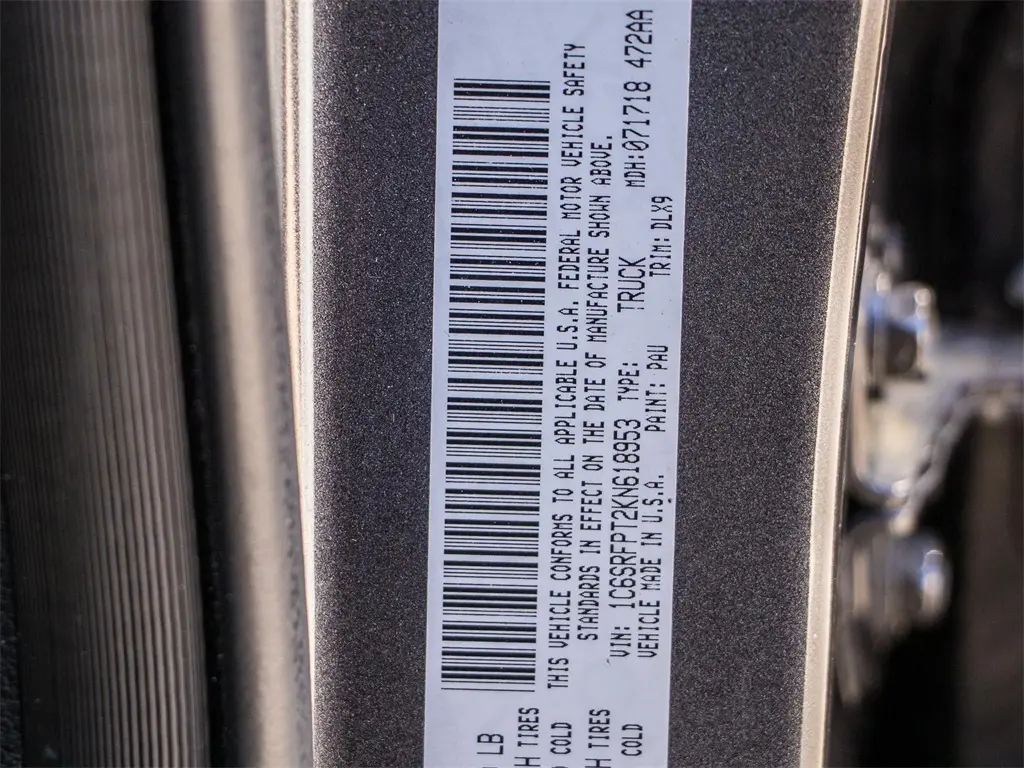 LB
H TIRES
COLD
THIS VEHICLE CONFORMS TO ALL APPLICABLE U.S.A. FEDERAL MOTOR VEHICLE SAFETY
STANDARDS IN EFFECT ON THE DATE OF MANUFACTURE SHOWN ABOVE.
H TIRES VIN: 1C6SRFPT2KN618953 TYPE: TRUCK MDH:071718 472AA
COLD VEHICLE MADE IN U.S.A. PAINT: PAU TRIM: DLX9